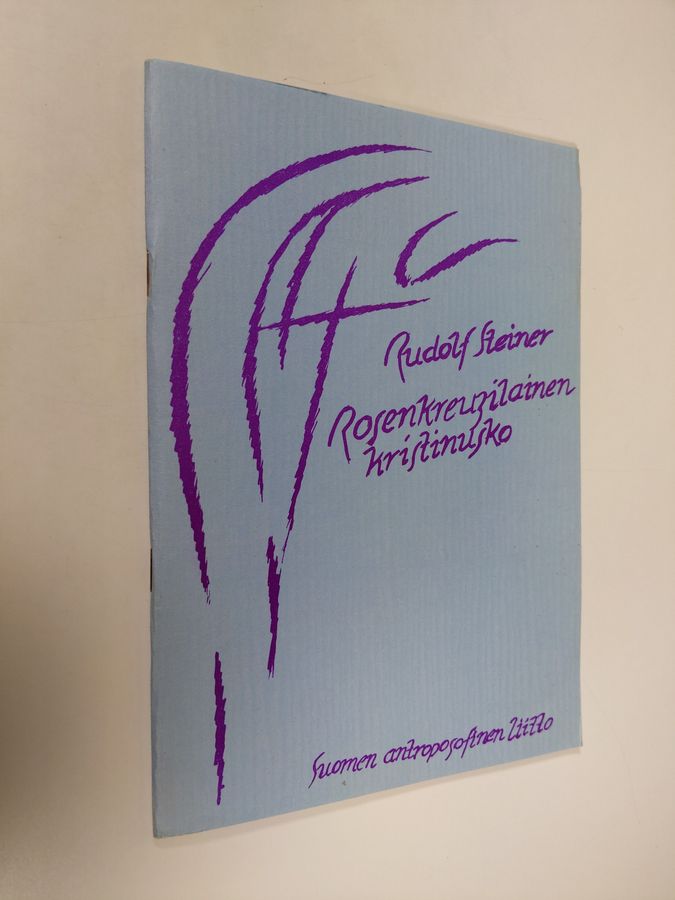 Rudolf Steiner
Rosenkreuzilainen
kristinusko
Suomen antroposofinen liitto